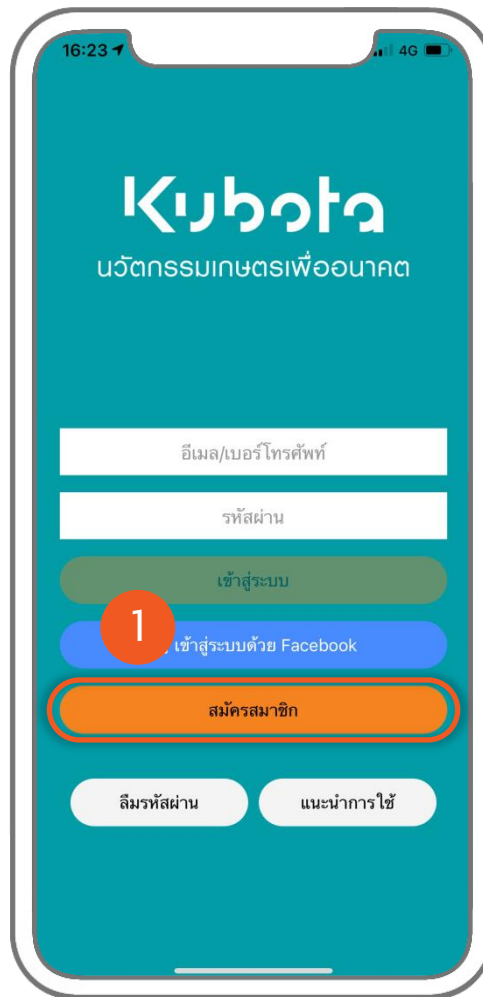 16:23
4G
Kubota
นวัตกรรมเกษตรเพื่ออนาคต
อีเมล/เบอร์โทรศัพท์
รหัสผ่าน
เข้าสู่ระบบ
1
เข้าสู่ระบบด้วย Facebook
สมัครสมาชิก
ลืมรหัสผ่าน
แนะนำการใช้